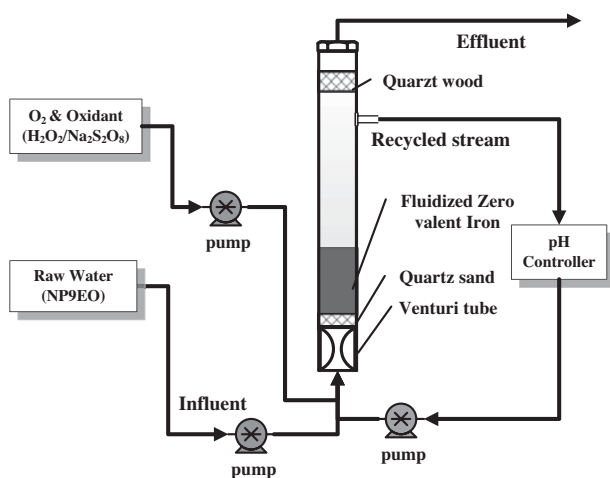 Effluent
Quarzt wood
O₂ & Oxidant
(H₂O₂/Na₂S₂O₈)
Recycled stream
pump
Fluidized Zero
valent Iron
pH
Controller
Raw Water
(NP9EO)
Quartz sand
Venturi tube
Influent
pump
pump